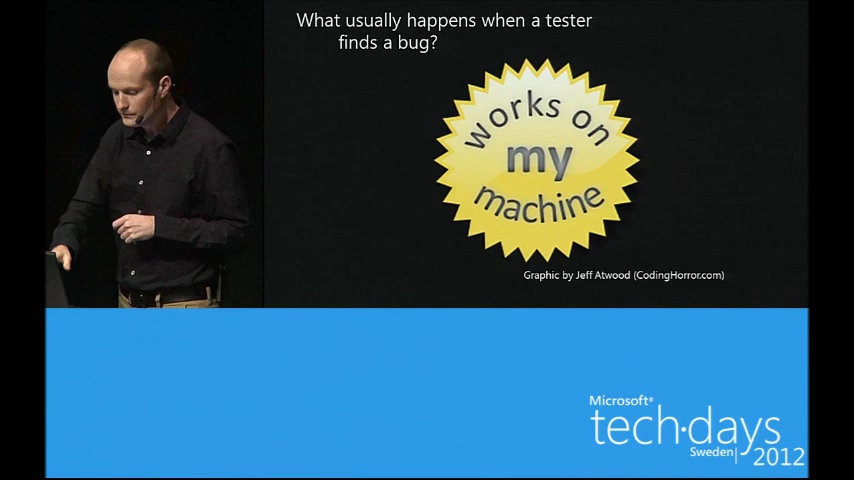 What usually happens when a tester
finds a bug?
works on
my
machine
Graphic by Jeff Atwood (CodingHorror.com)
Microsoft®
tech·days
Sweden|
2012